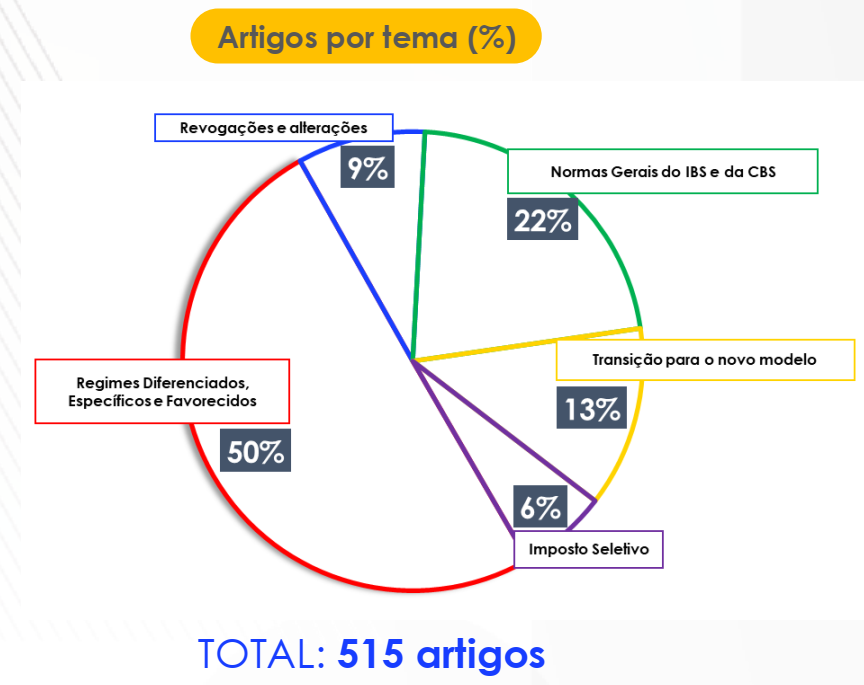 Artigos por tema (%)
Revogações e alterações
9%
Normas Gerais do IBS e da CBS
22%
Transição para o novo modelo
13%
Regimes Diferenciados,
Específicos e Favorecidos
50%
6%
Imposto Seletivo
TOTAL: 515 artigos